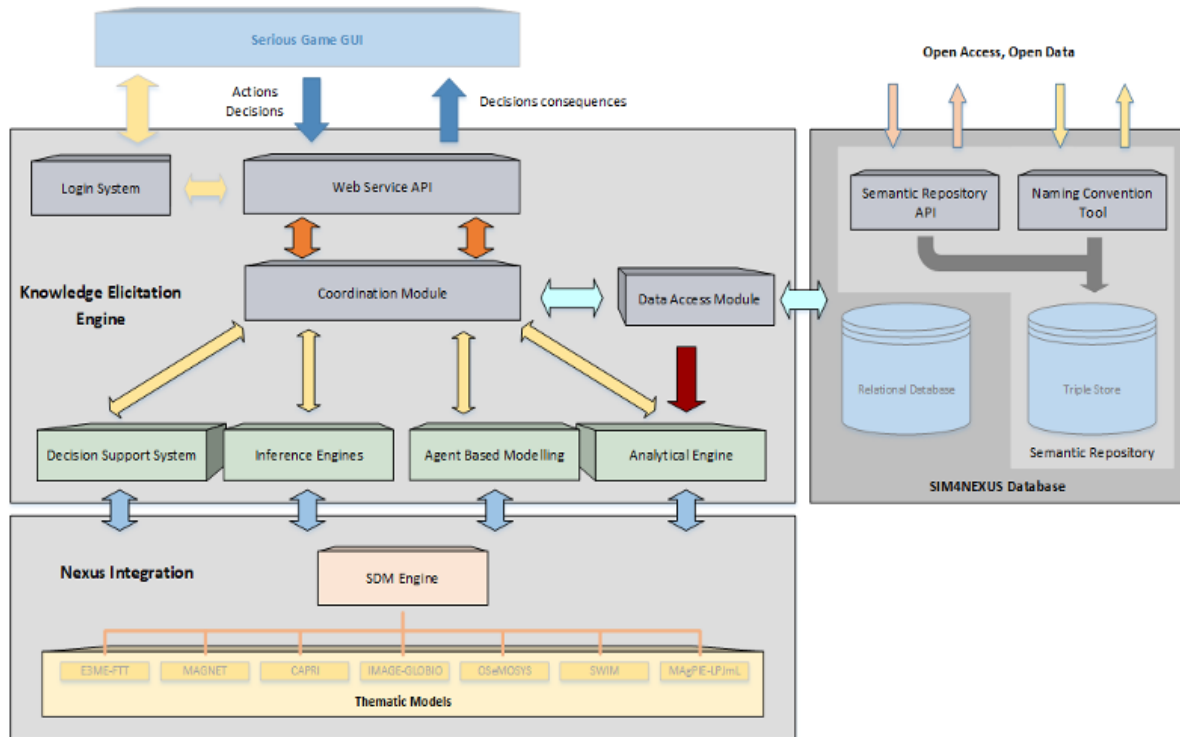 Serious Game GUI
Open Access, Open Data
Actions
Decisions
Decisions consequences
Login System
Web Service API
Semantic Repository
API
Naming Convention
Tool
Knowledge Elicitation
Engine
Coordination Module
Data Access Module
Relational Database
Triple Store
Decision Support System
Inference Engines
Agent Based Modelling
Analytical Engine
Semantic Repository
SIM4NEXUS Database
Nexus Integration
SDM Engine
E3ME-FTT
MAGNET
CAPRI
IMAGE-GLOBIO
OSeMOSYS
SWIM
MAgPIE-LPJmL
Thematic Models